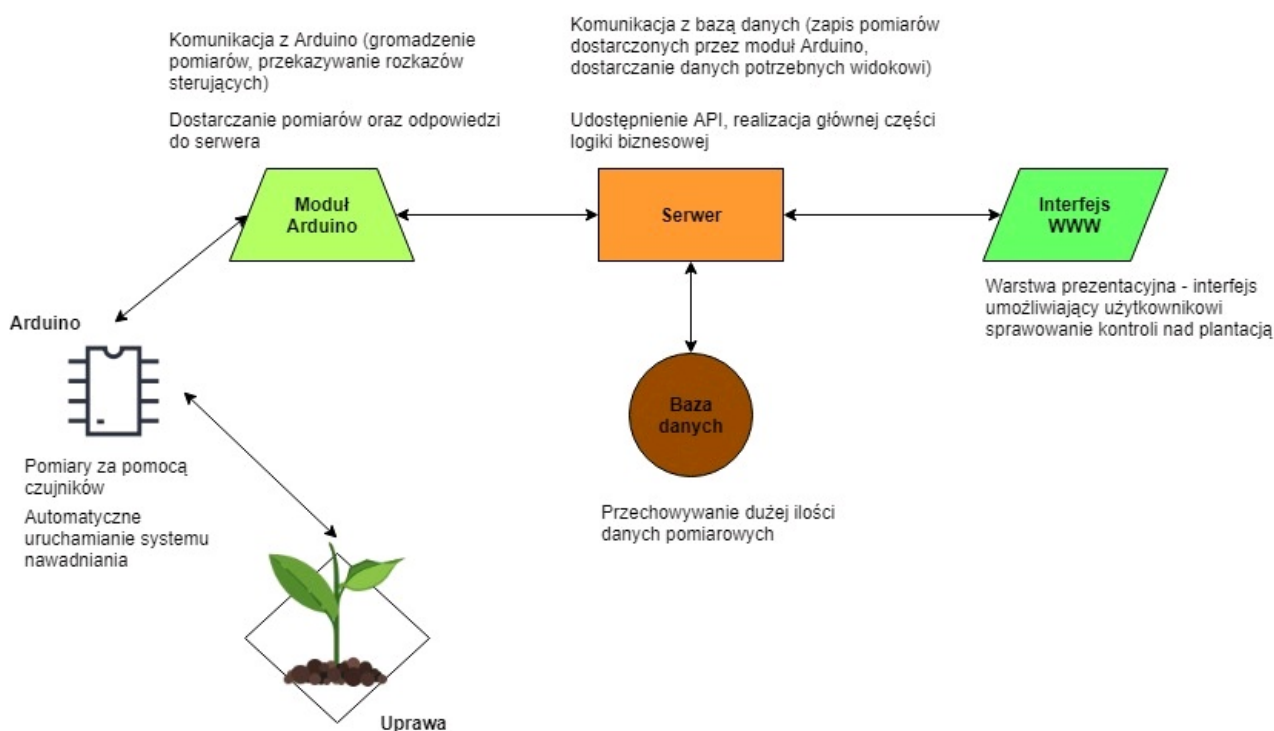 Komunikacja z Arduino (gromadzenie
pomiarów, przekazywanie rozkazów
sterujących)
Dostarczanie pomiarów oraz odpowiedzi
do serwera
Komunikacja z bazą danych (zapis pomiarów
dostarczonych przez moduł Arduino,
dostarczanie danych potrzebnych widokowi)
Udostępnienie API, realizacja głównej części
logiki biznesowej
Moduł
Arduino
Serwer
Interfejs
WWW
Warstwa prezentacyjna - interfejs
umożliwiający użytkownikowi
sprawowanie kontroli nad plantacją
Arduino
Pomiary za pomocą
czujników
Automatyczne
uruchamianie systemu
nawadniania
Baza
danych
Przechowywanie dużej ilości
danych pomiarowych
Uprawa